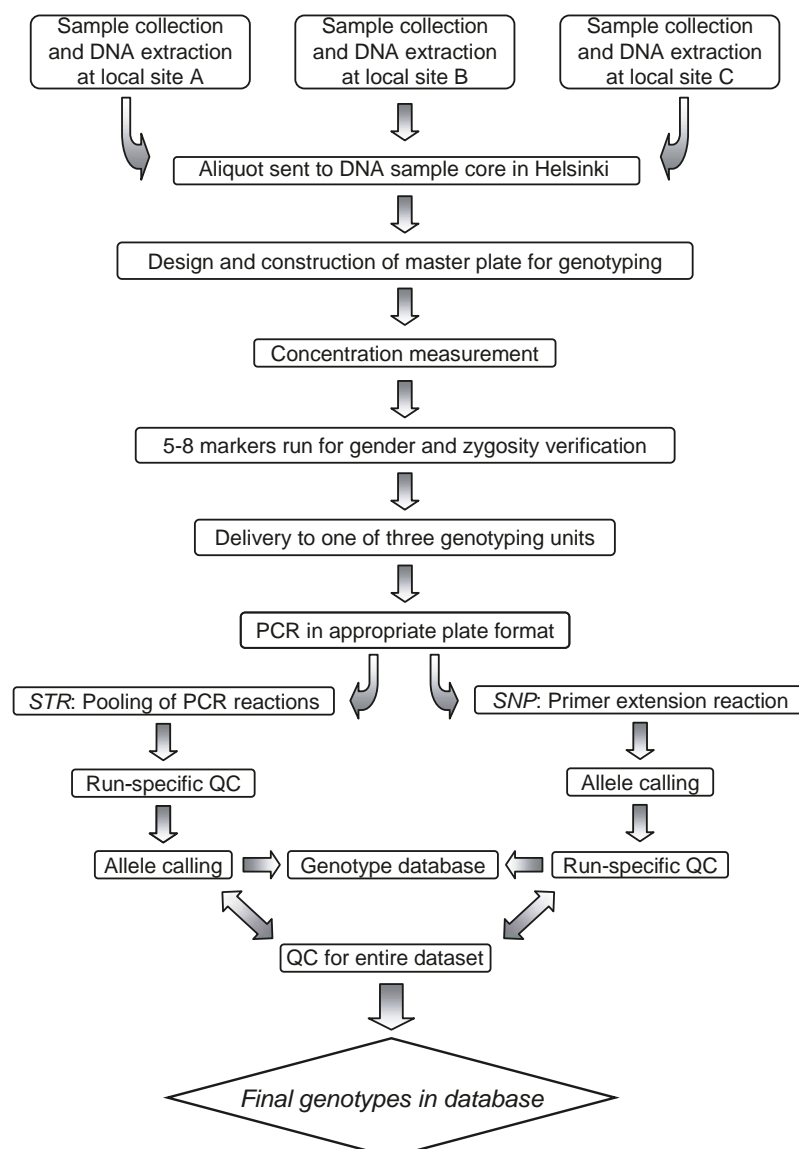 Sample collection
and DNA extraction
at local site A
Sample collection
and DNA extraction
at local site B
Sample collection
and DNA extraction
at local site C
Aliquot sent to DNA sample core in Helsinki
Design and construction of master plate for genotyping
Concentration measurement
5-8 markers run for gender and zygosity verification
Delivery to one of three genotyping units
PCR in appropriate plate format
STR: Pooling of PCR reactions
SNP: Primer extension reaction
Run-specific QC
Allele calling
Allele calling
Genotype database
Run-specific QC
QC for entire dataset
Final genotypes in database